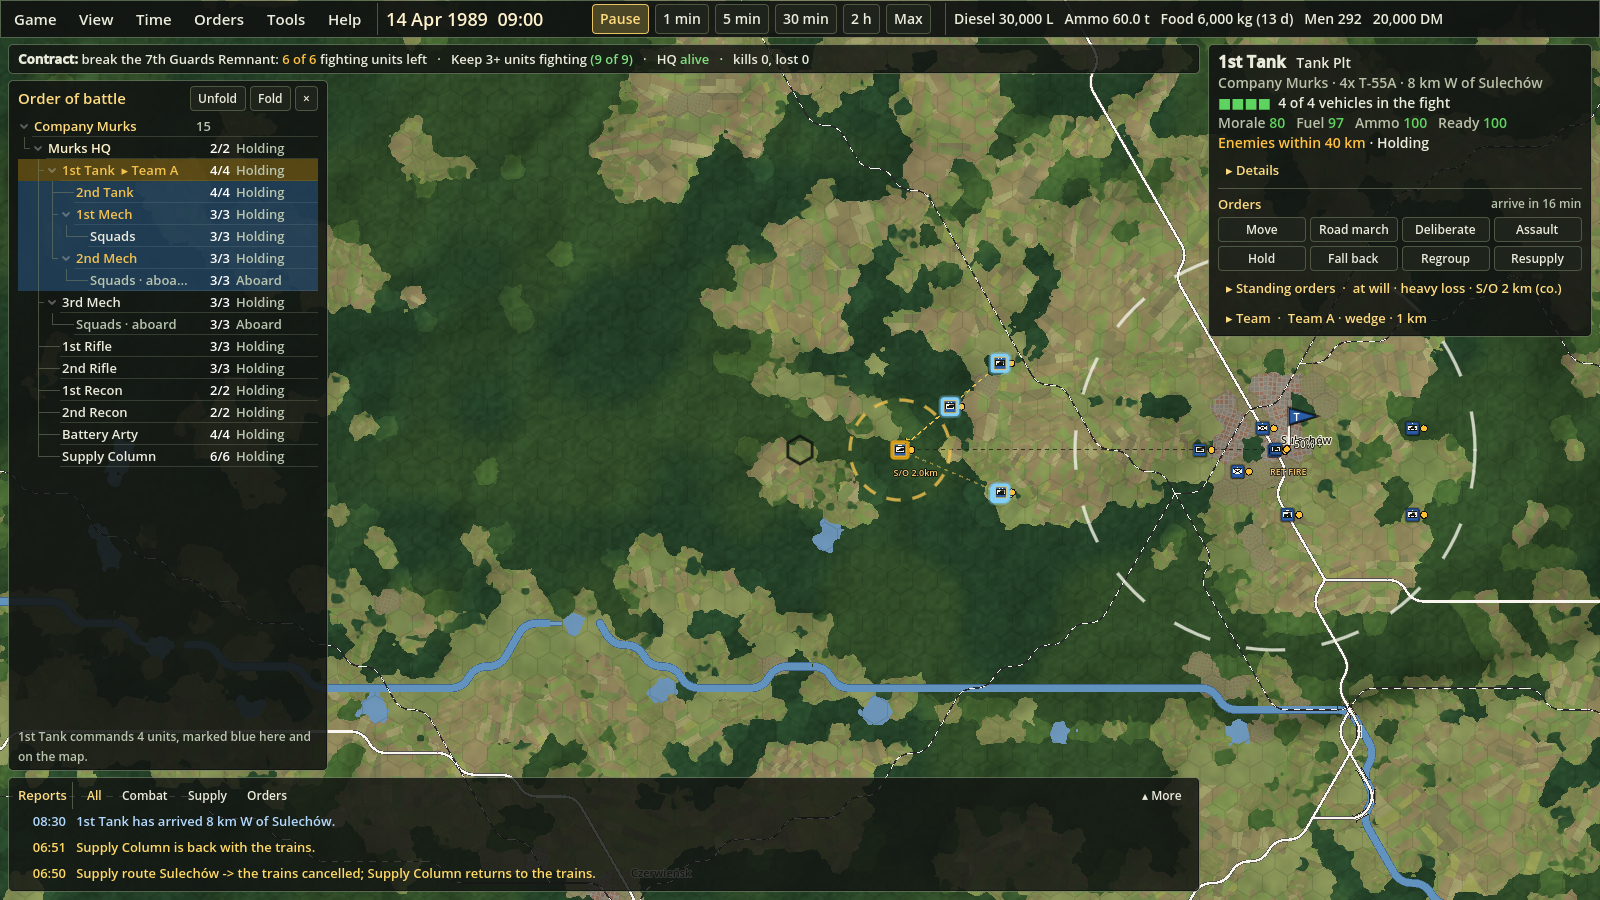 Game View Time Orders Tools Help 14 Apr 1989 09:00 Pause 1 min 5 min 30 min 2 h Max Diesel 30,000 L Ammo 60.0 t Food 6,000 kg (13 d) Men 292 20,000 DM
Contract: break the 7th Guards Remnant: 6 of 6 fighting units left · Keep 3+ units fighting (9 of 9) · HQ alive · kills 0, lost 0
Order of battle Unfold Fold ×
Company Murks 15
Murks HQ 2/2 Holding
1st Tank ▸ Team A 4/4 Holding
2nd Tank 4/4 Holding
1st Mech 3/3 Holding
Squads 3/3 Holding
2nd Mech 3/3 Holding
Squads · aboa... 3/3 Aboard
3rd Mech 3/3 Holding
Squads · aboard 3/3 Aboard
1st Rifle 3/3 Holding
2nd Rifle 3/3 Holding
1st Recon 2/2 Holding
2nd Recon 2/2 Holding
Battery Arty 4/4 Holding
Supply Column 6/6 Holding
1st Tank commands 4 units, marked blue here and
on the map.
1st Tank Tank Plt
Company Murks · 4x T-55A · 8 km W of Sulechów
4 of 4 vehicles in the fight
Morale 80 Fuel 97 Ammo 100 Ready 100
Enemies within 40 km · Holding
▸ Details
Orders arrive in 16 min
Move Road march Deliberate Assault
Hold Fall back Regroup Resupply
▸ Standing orders · at will · heavy loss · S/O 2 km (co.)
▸ Team · Team A · wedge · 1 km
T
Sulechów
RET FIRE
S/O 2.0km
Reports All Combat Supply Orders ▴ More
08:30 1st Tank has arrived 8 km W of Sulechów.
06:51 Supply Column is back with the trains.
06:50 Supply route Sulechów -> the trains cancelled; Supply Column returns to the trains.
Czerwieńsk